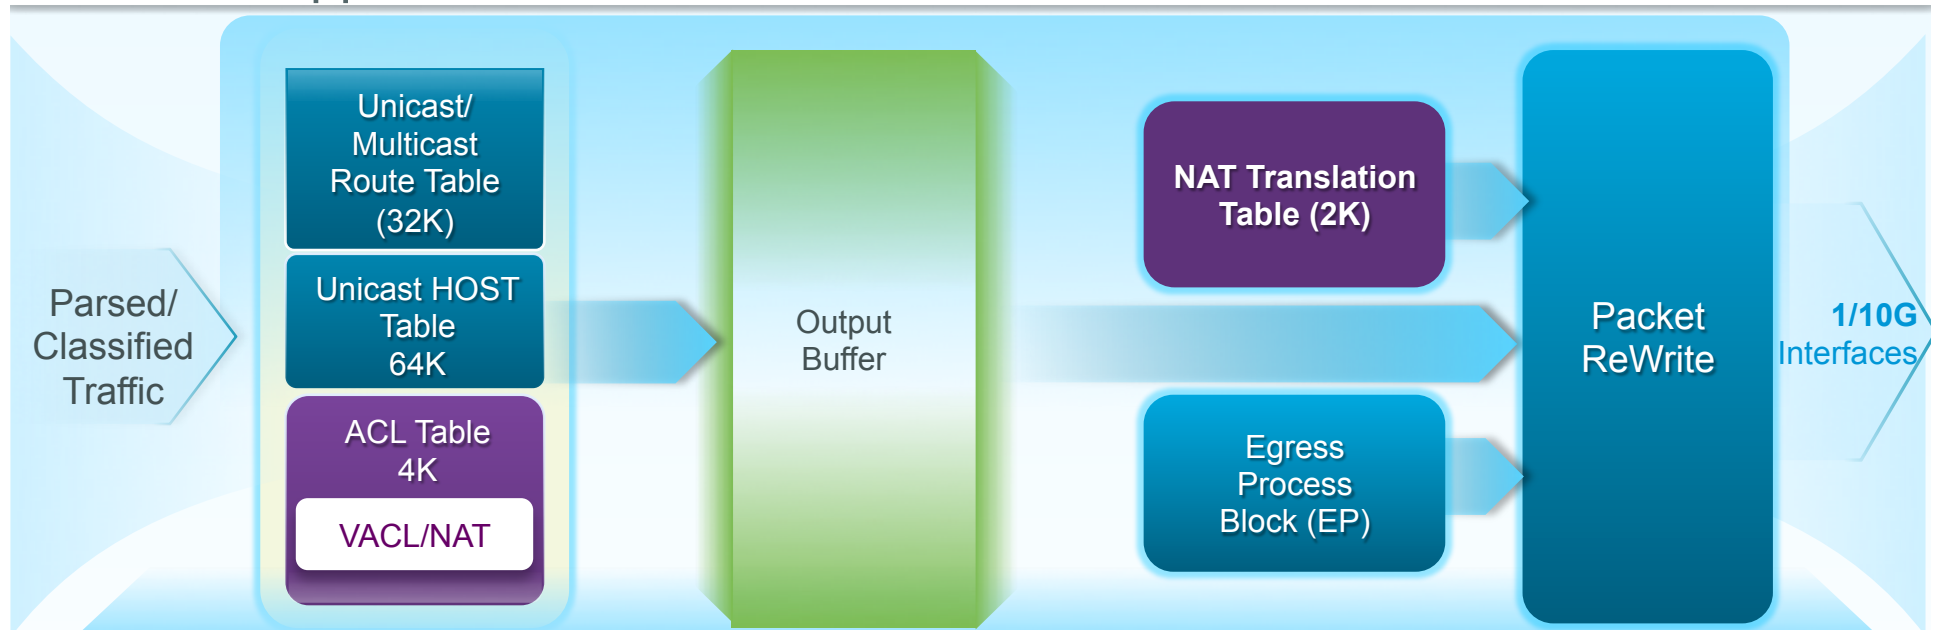 Parsed/
Classified
Traffic
Unicast/
Multicast
Route Table
(32K)
Unicast HOST
Table
64K
ACL Table
4K
VACL/NAT
Output
Buffer
NAT Translation
Table (2K)
Egress
Process
Block (EP)
Packet
ReWrite
1/10G
Interfaces